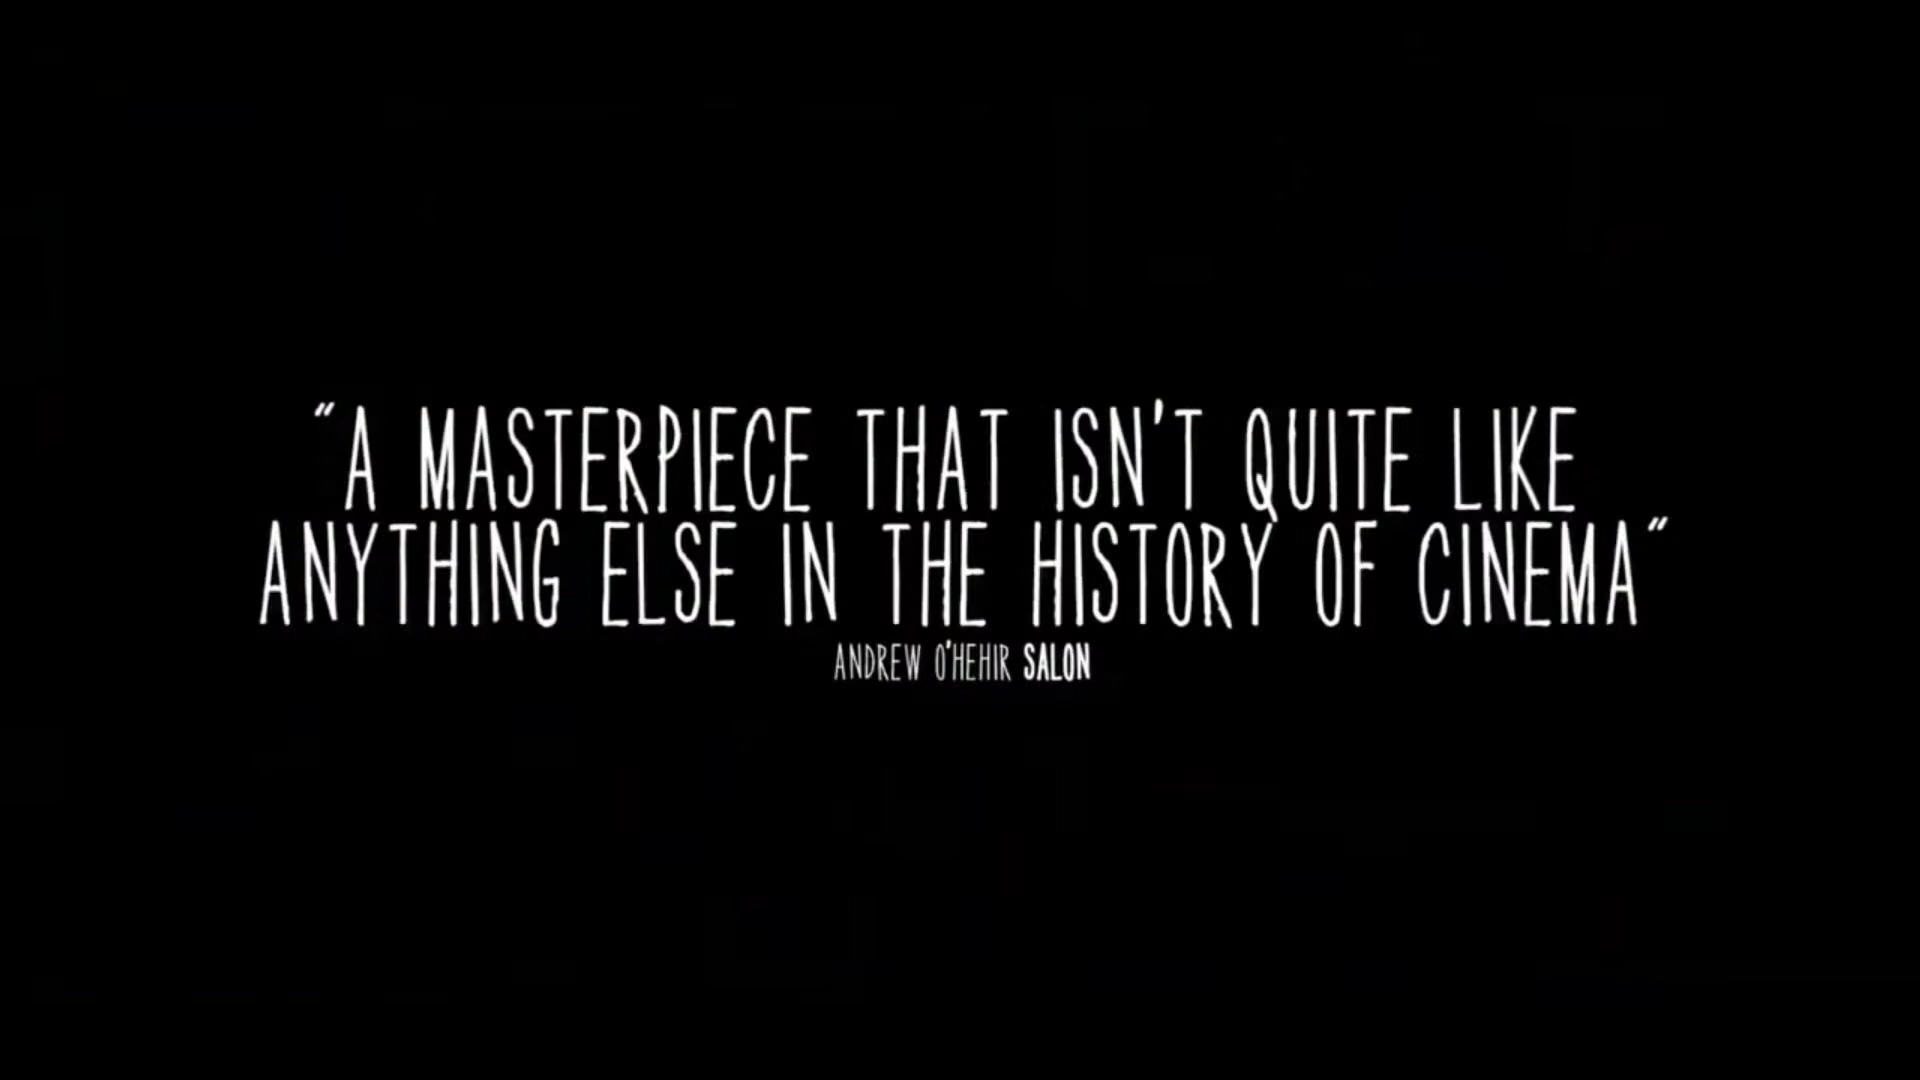 "A MASTERPIECE THAT ISN'T QUITE LIKE
ANYTHING ELSE IN THE HISTORY OF CINEMA"
ANDREW O'HEHIR SALON